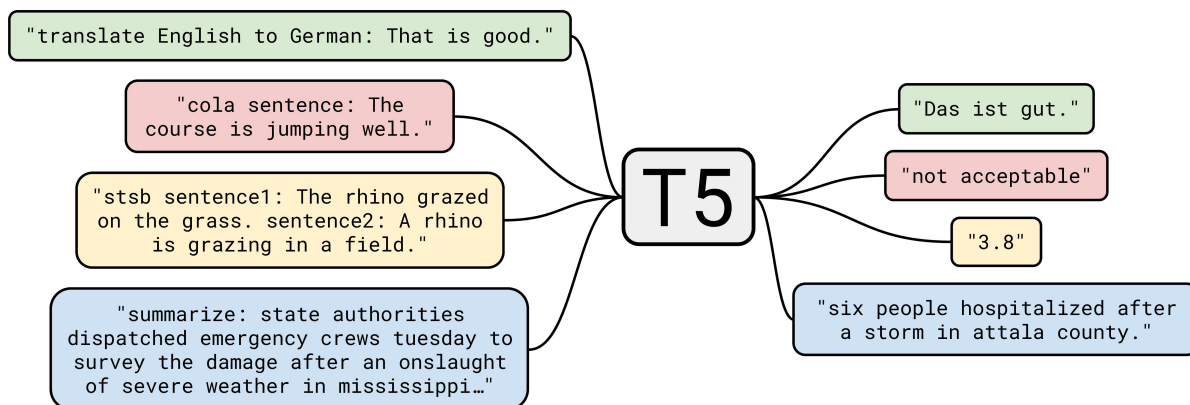 "translate English to German: That is good."
"cola sentence: The
course is jumping well."
"stsb sentence1: The rhino grazed
on the grass. sentence2: A rhino
is grazing in a field."
"summarize: state authorities
dispatched emergency crews tuesday to
survey the damage after an onslaught
of severe weather in mississippi…"
T5
"Das ist gut."
"not acceptable"
"3.8"
"six people hospitalized after
a storm in attala county."